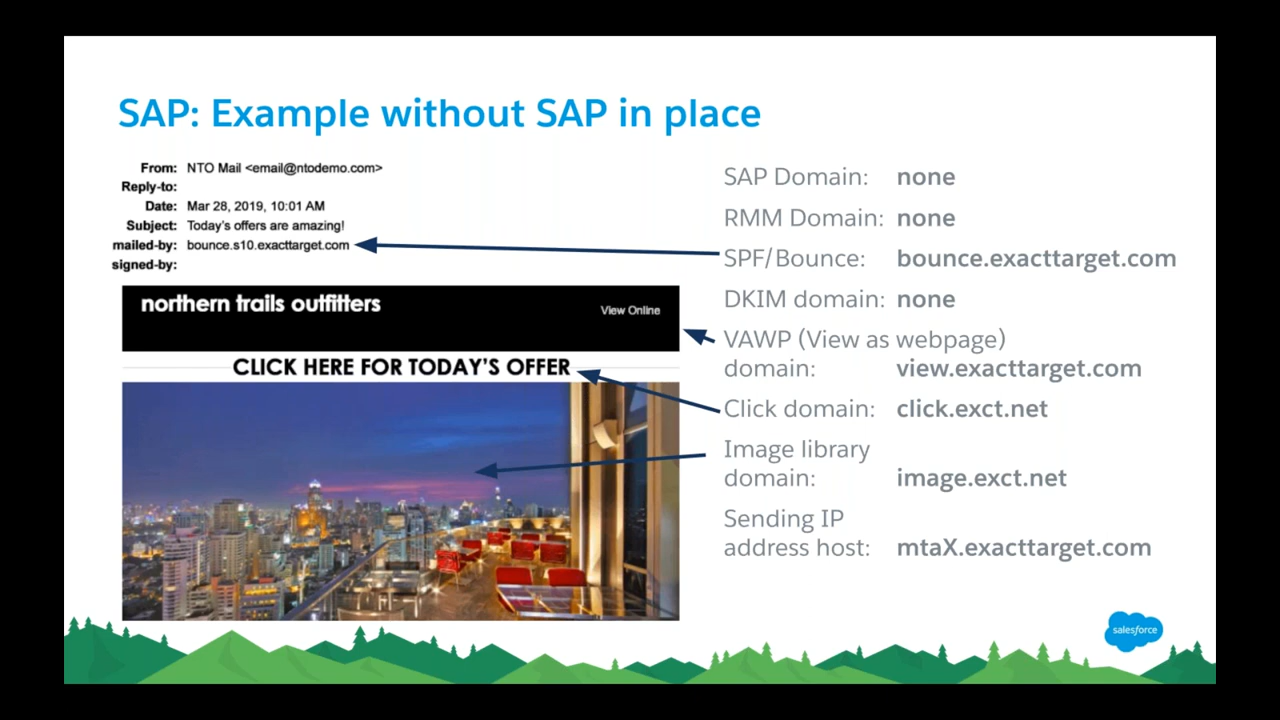 SAP: Example without SAP in place
From: NTO Mail <email@ntodemo.com>
Reply-to:
Date: Mar 28, 2019, 10:01 AM
Subject: Today's offers are amazing!
mailed-by: bounce.s10.exacttarget.com
signed-by:
northern trails outfitters
View Online
CLICK HERE FOR TODAY'S OFFER
SAP Domain: none
RMM Domain: none
SPF/Bounce: bounce.exacttarget.com
DKIM domain: none
VAWP (View as webpage)
domain: view.exacttarget.com
Click domain: click.exct.net
Image library
domain: image.exct.net
Sending IP
address host: mtaX.exacttarget.com
salesforce